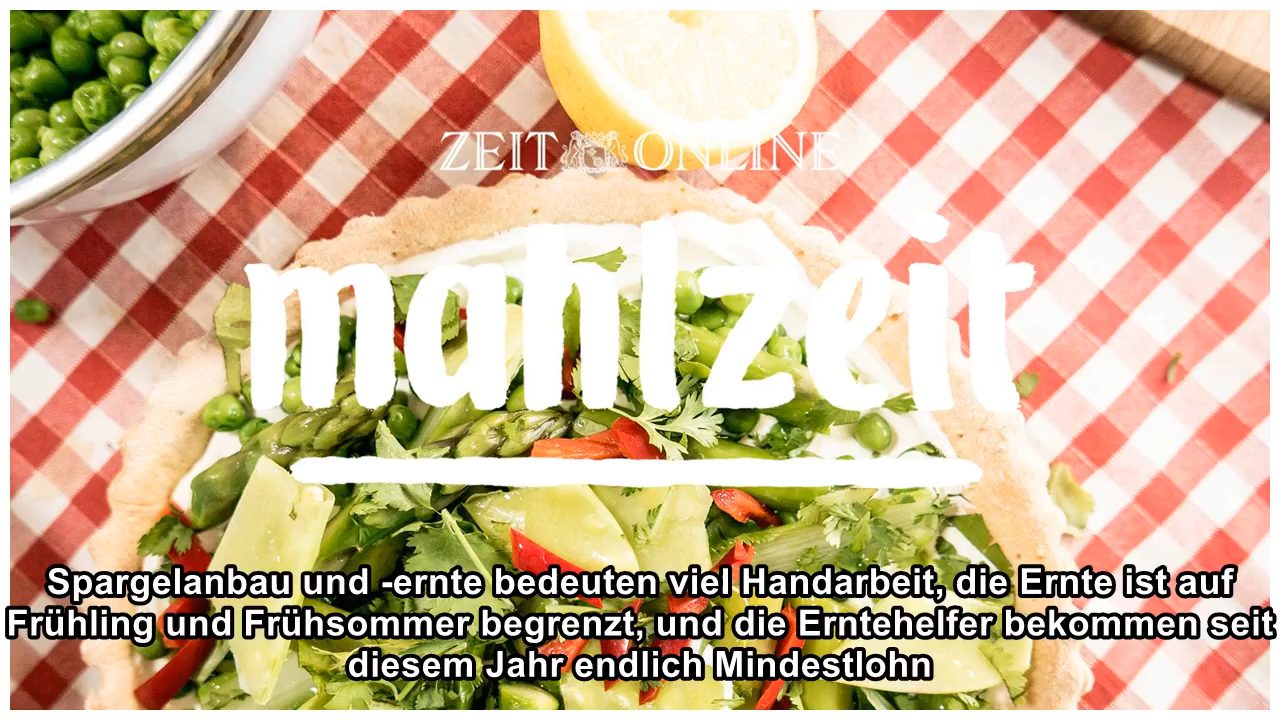 ZEIT ONLINE
mahlzeit
Spargelanbau und -ernte bedeuten viel Handarbeit, die Ernte ist auf
Frühling und Frühsommer begrenzt, und die Erntehelfer bekommen seit
diesem Jahr endlich Mindestlohn